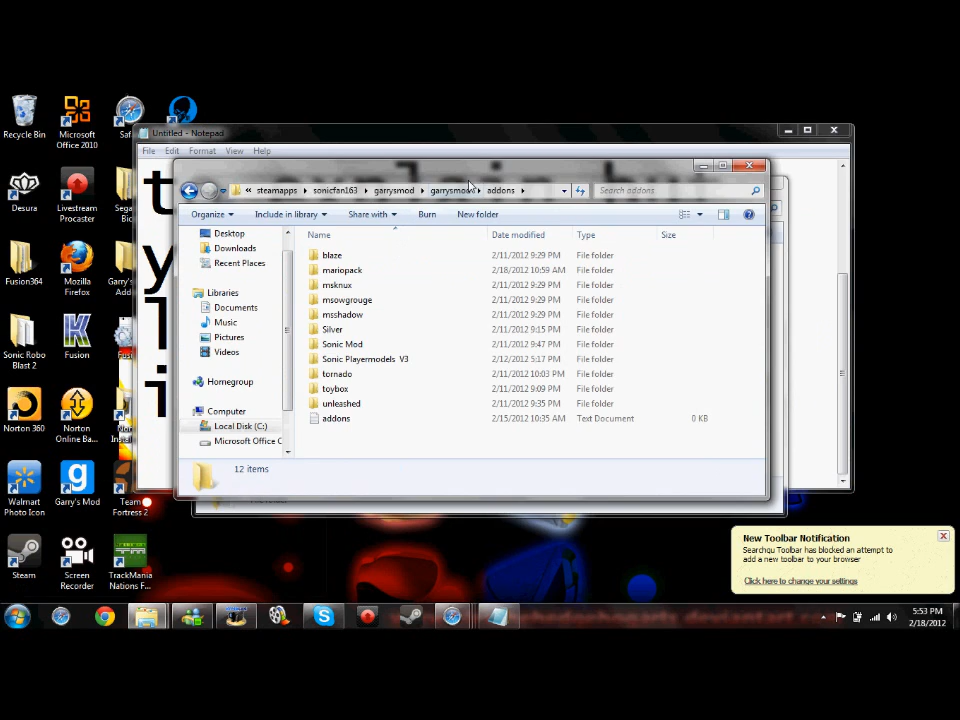 Recycle Bin
Microsoft
Office 2010
Saf
Desura
Livestream
Procaster
Sega
Bic
Fusion364
Mozilla
Firefox
Garry's
Add
Sonic Robo
Blast 2
Fusion
Fus
Norton 360
Norton
Online Ba...
Norton
Instal
Walmart
Photo Icon
Garry's Mod
Team
Fortress 2
Steam
Screen
Recorder
TrackMania
Nations F...
Untitled - Notepad
File Edit Format View Help
« steamapps sonicfan163 garrysmod garrysmod addons
Search addons
Organize Include in library Share with Burn New folder
Desktop
Downloads
Recent Places
Libraries
Documents
Music
Pictures
Videos
Homegroup
Computer
Local Disk (C:)
Microsoft Office C
Name Date modified Type Size
blaze 2/11/2012 9:29 PM File folder
mariopack 2/18/2012 10:59 AM File folder
msknux 2/11/2012 9:29 PM File folder
msowgrouge 2/11/2012 9:29 PM File folder
msshadow 2/11/2012 9:29 PM File folder
Silver 2/11/2012 9:15 PM File folder
Sonic Mod 2/11/2012 9:47 PM File folder
Sonic Playermodels V3 2/12/2012 5:17 PM File folder
tornado 2/11/2012 10:03 PM File folder
toybox 2/11/2012 9:09 PM File folder
unleashed 2/11/2012 9:35 PM File folder
addons 2/15/2012 10:35 AM Text Document 0 KB
12 items
New Toolbar Notification
Searchqu Toolbar has blocked an attempt to
add a new toolbar to your browser
Click here to change your settings
5:53 PM
2/18/2012